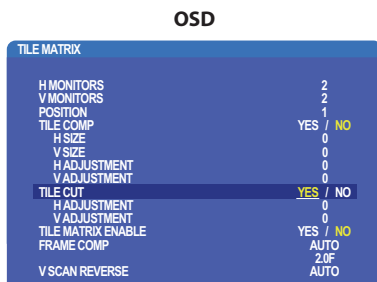 OSD
TILE MATRIX
H MONITORS 2
V MONITORS 2
POSITION 1
TILE COMP YES / NO
H SIZE 0
V SIZE 0
H ADJUSTMENT 0
V ADJUSTMENT 0
TILE CUT YES / NO
H ADJUSTMENT 0
V ADJUSTMENT 0
TILE MATRIX ENABLE YES / NO
FRAME COMP AUTO
2.0F
V SCAN REVERSE AUTO